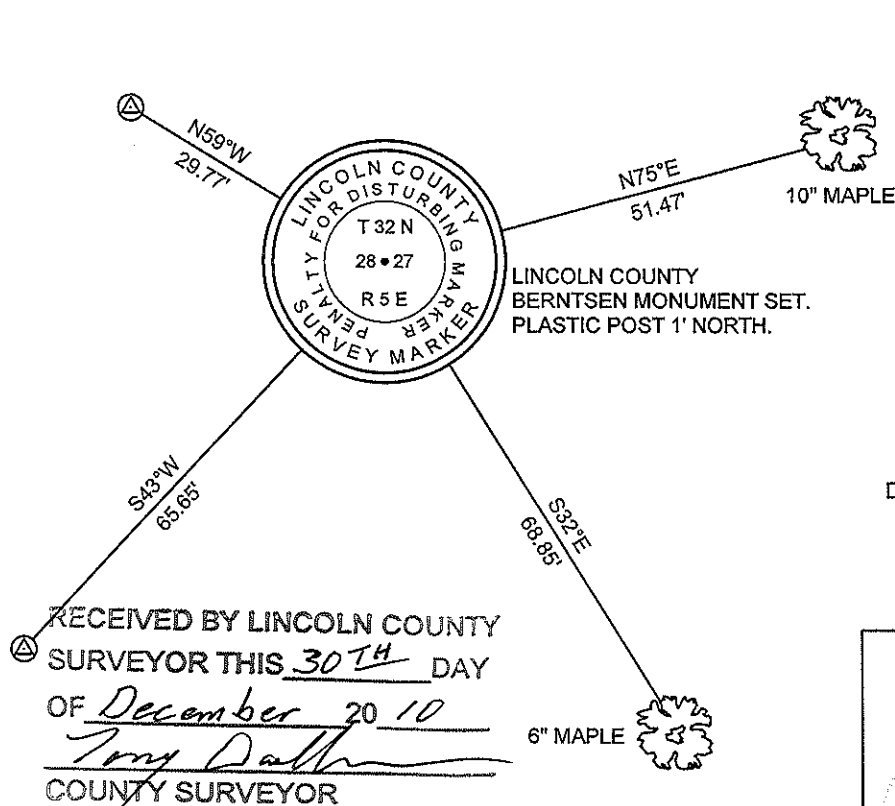 N59°W
29.77'
N75°E
51.47'
10" MAPLE
LINCOLN COUNTY
PENALTY FOR DISTURBING MARKER
T 32 N
28 • 27
R 5 E
SURVEY MARKER
LINCOLN COUNTY
BERNTSEN MONUMENT SET.
PLASTIC POST 1' NORTH.
S43°W
65.65'
S32°E
68.85'
RECEIVED BY LINCOLN COUNTY
SURVEYOR THIS 30TH DAY
OF December 20 10
Tony
COUNTY SURVEYOR
6" MAPLE